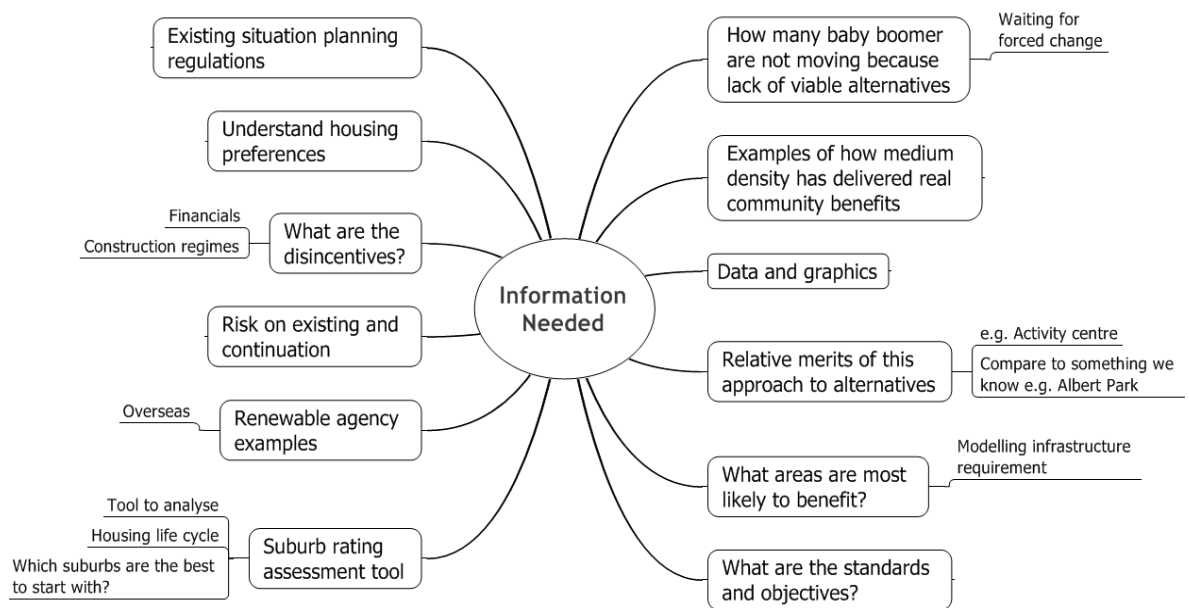 Existing situation planning
regulations
Understand housing
preferences
Financials
Construction regimes
What are the
disincentives?
Risk on existing and
continuation
Overseas
Renewable agency
examples
Tool to analyse
Housing life cycle
Which suburbs are the best
to start with?
Suburb rating
assessment tool
Information
Needed
How many baby boomer
are not moving because
lack of viable alternatives
Waiting for
forced change
Examples of how medium
density has delivered real
community benefits
Data and graphics
Relative merits of this
approach to alternatives
e.g. Activity centre
Compare to something we
know e.g. Albert Park
What areas are most
likely to benefit?
Modelling infrastructure
requirement
What are the standards
and objectives?